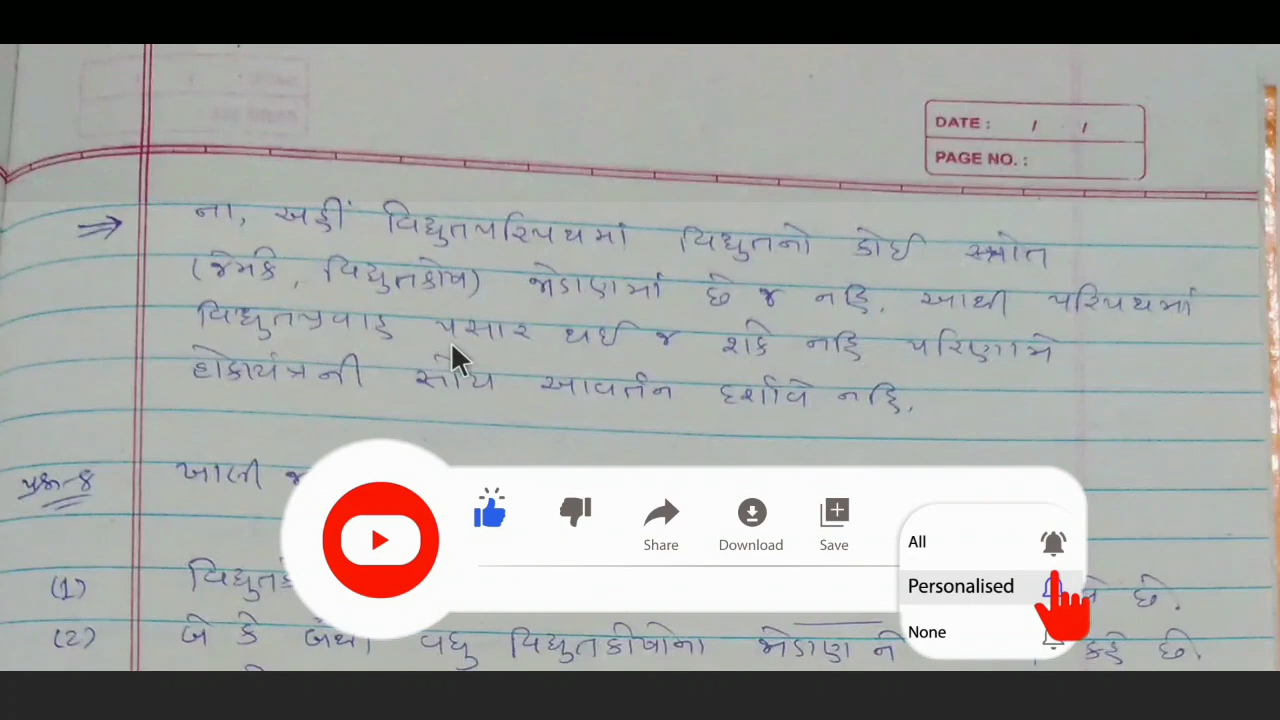 DATE : / /
PAGE NO. :
⇒ ના, અહીં વિદ્યુતપરિપથમાં વિદ્યુતનો કોઈ સ્ત્રોત
(જેમકે, વિદ્યુતકોષ) જોડાણમાં છે જ નહિ. આથી પરિપથમાં
વિદ્યુતપ્રવાહ પસાર થઈ જ શકે નહિ પરિણામે
હોકાયંત્રની સોય આવર્તન દર્શાવે નહિ.
પ્રશ્ન-૪ ખાલી
Share Download Save
All
Personalised
None
(1) છે.
(2) બે કે બેથી વધુ વિદ્યુતકોષોના જોડાણ ને કહે છે.